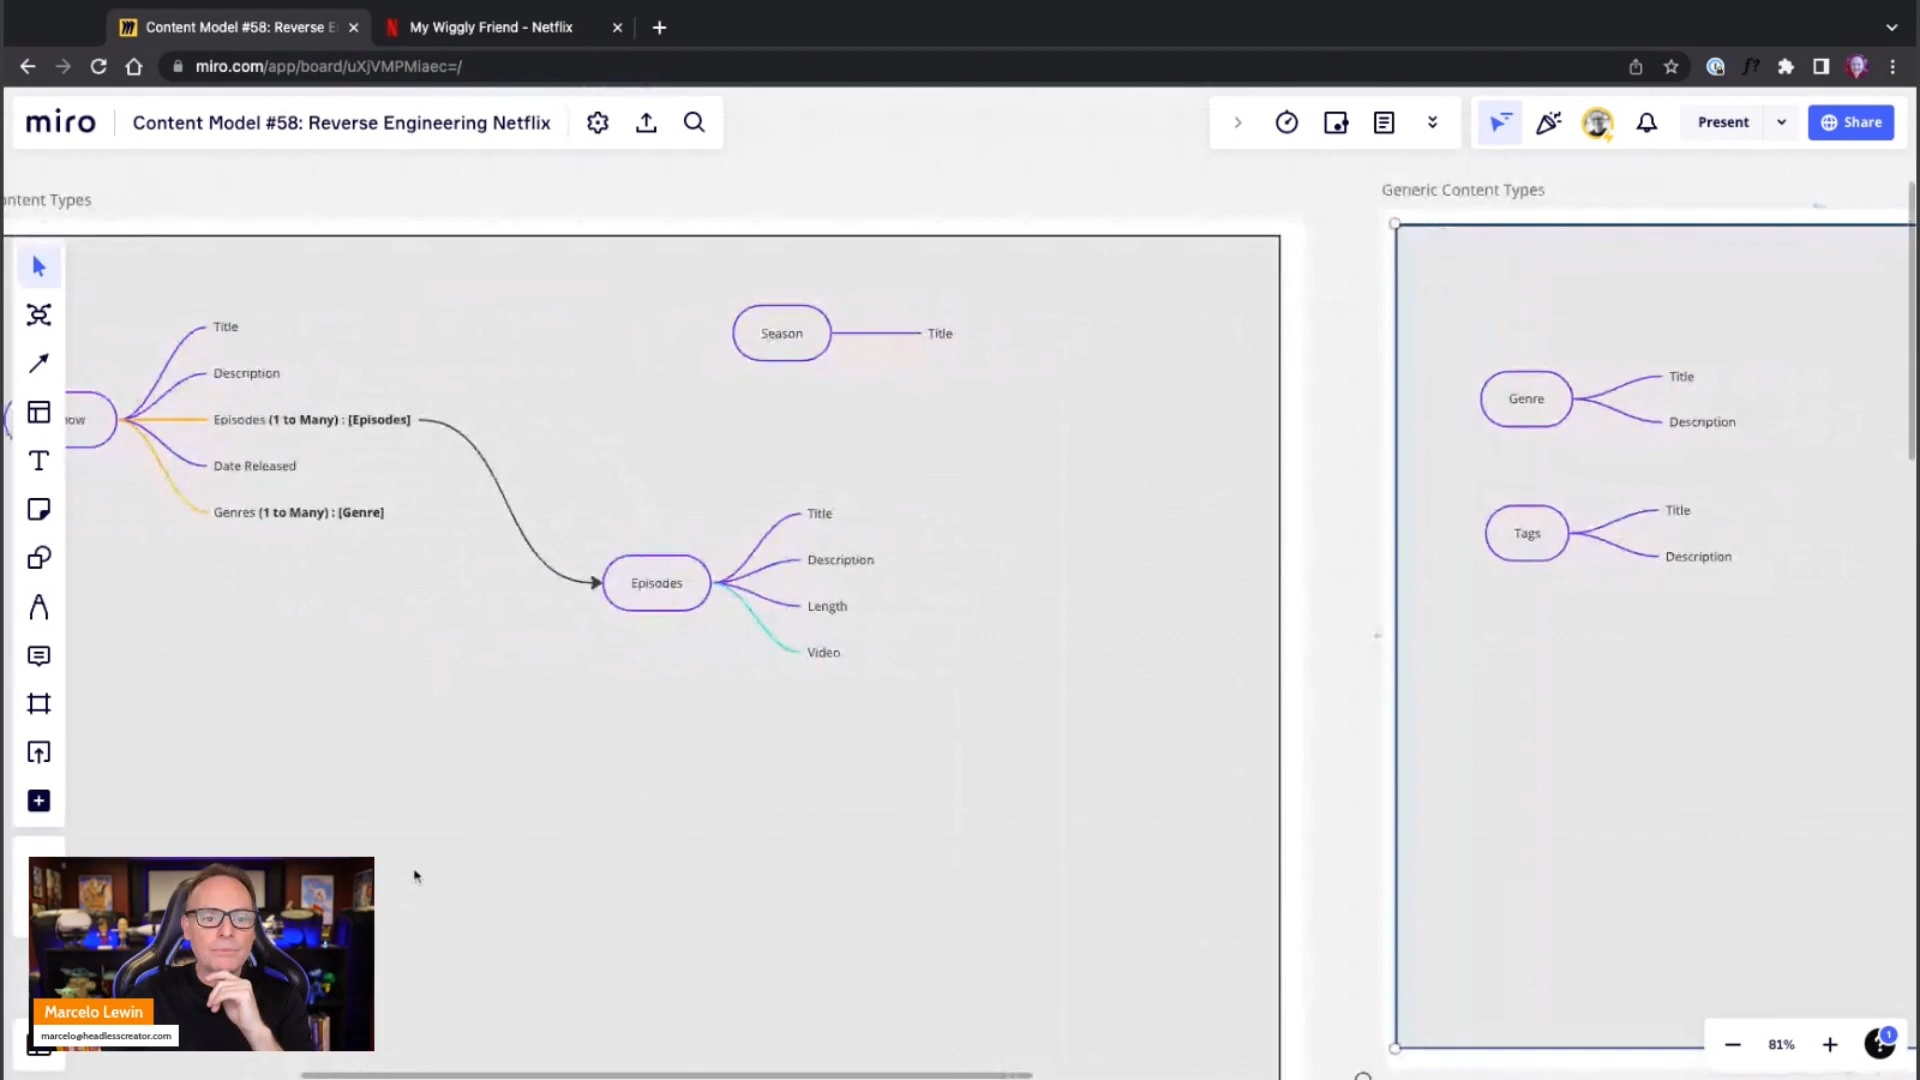 Content Model #58: Reverse E
My Wiggly Friend - Netflix
miro.com/app/board/uXjVMPMIaec=/
miro
Content Model #58: Reverse Engineering Netflix
Present
Share
ontent Types
Generic Content Types
Title
Description
ow
Episodes (1 to Many) : [Episodes]
Date Released
Genres (1 to Many) : [Genre]
Season
Title
Episodes
Title
Description
Length
Video
Genre
Title
Description
Tags
Title
Description
Marcelo Lewin
marcelo@headlesscreator.com
81%
1